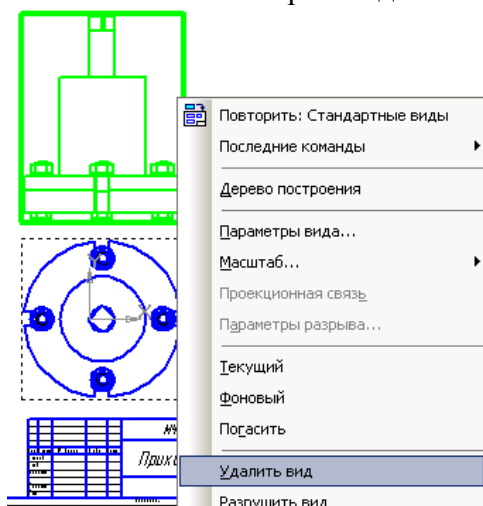 Повторить: Стандартные виды
Последние команды
Дерево построения
Параметры вида...
Масштаб...
Проекционная связь
Параметры разрыва...
Текущий
Фоновый
Погасить
Удалить вид
Разрушить вид
Y
X